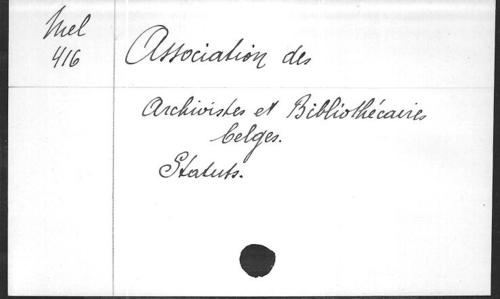 Mel
416
Association des
Archivistes et Bibliothécaires
belges.
Statuts.